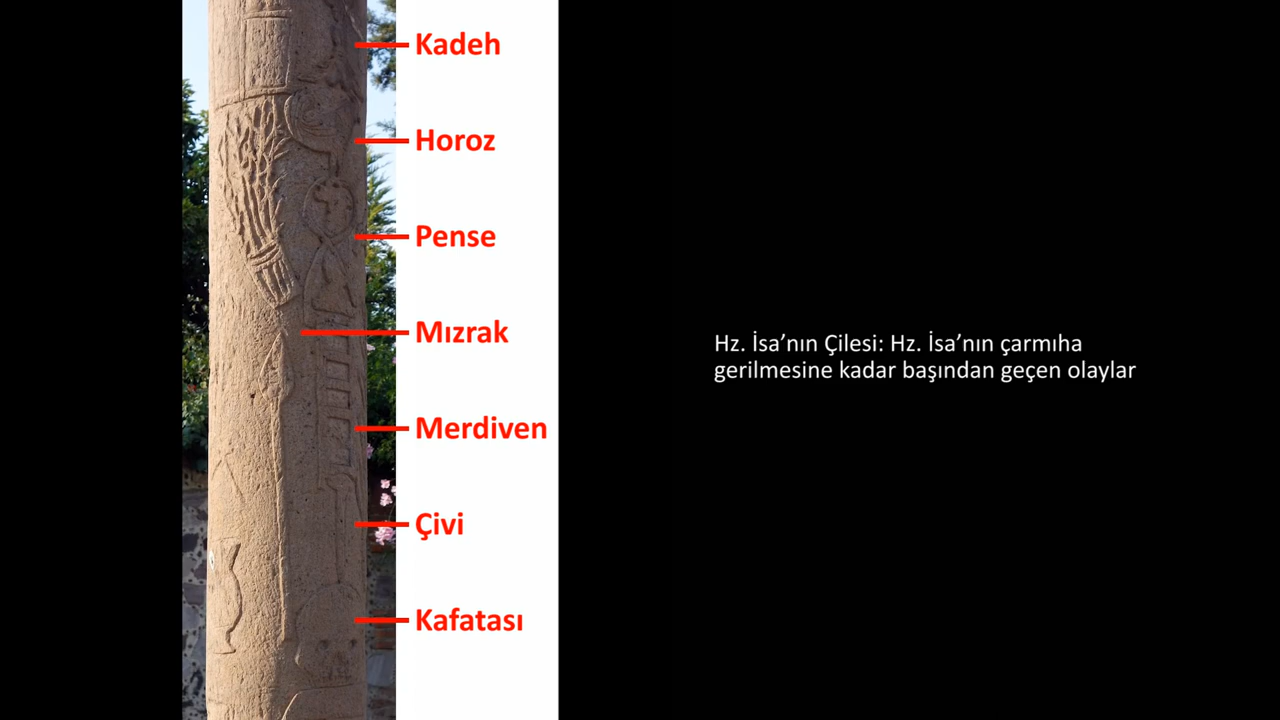 Kadeh
Horoz
Pense
Mızrak
Merdiven
Çivi
Kafatası
Hz. İsa’nın Çilesi: Hz. İsa’nın çarmıha
gerilmesine kadar başından geçen olaylar